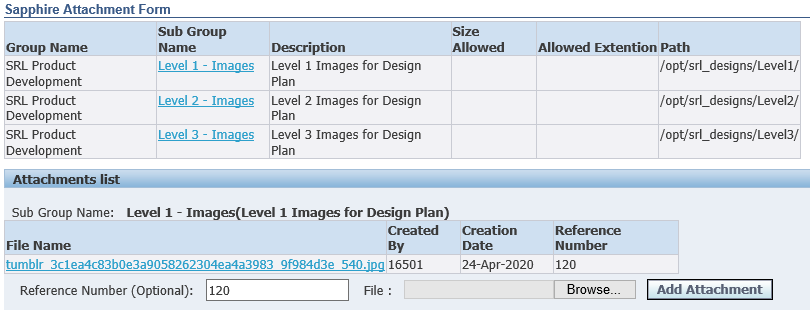 Sapphire Attachment Form
Group Name Sub Group Name Description Size Allowed Allowed Extention Path
SRL Product Development Level 1 - Images Level 1 Images for Design Plan /opt/srl_designs/Level1/
SRL Product Development Level 2 - Images Level 2 Images for Design Plan /opt/srl_designs/Level2/
SRL Product Development Level 3 - Images Level 3 Images for Design Plan /opt/srl_designs/Level3/
Attachments list
Sub Group Name: Level 1 - Images(Level 1 Images for Design Plan)
File Name Created By Creation Date Reference Number
tumblr_3c1ea4c83b0e3a9058262304ea4a3983_9f984d3e_540.jpg 16501 24-Apr-2020 120
Reference Number (Optional): 120 File : Browse... Add Attachment